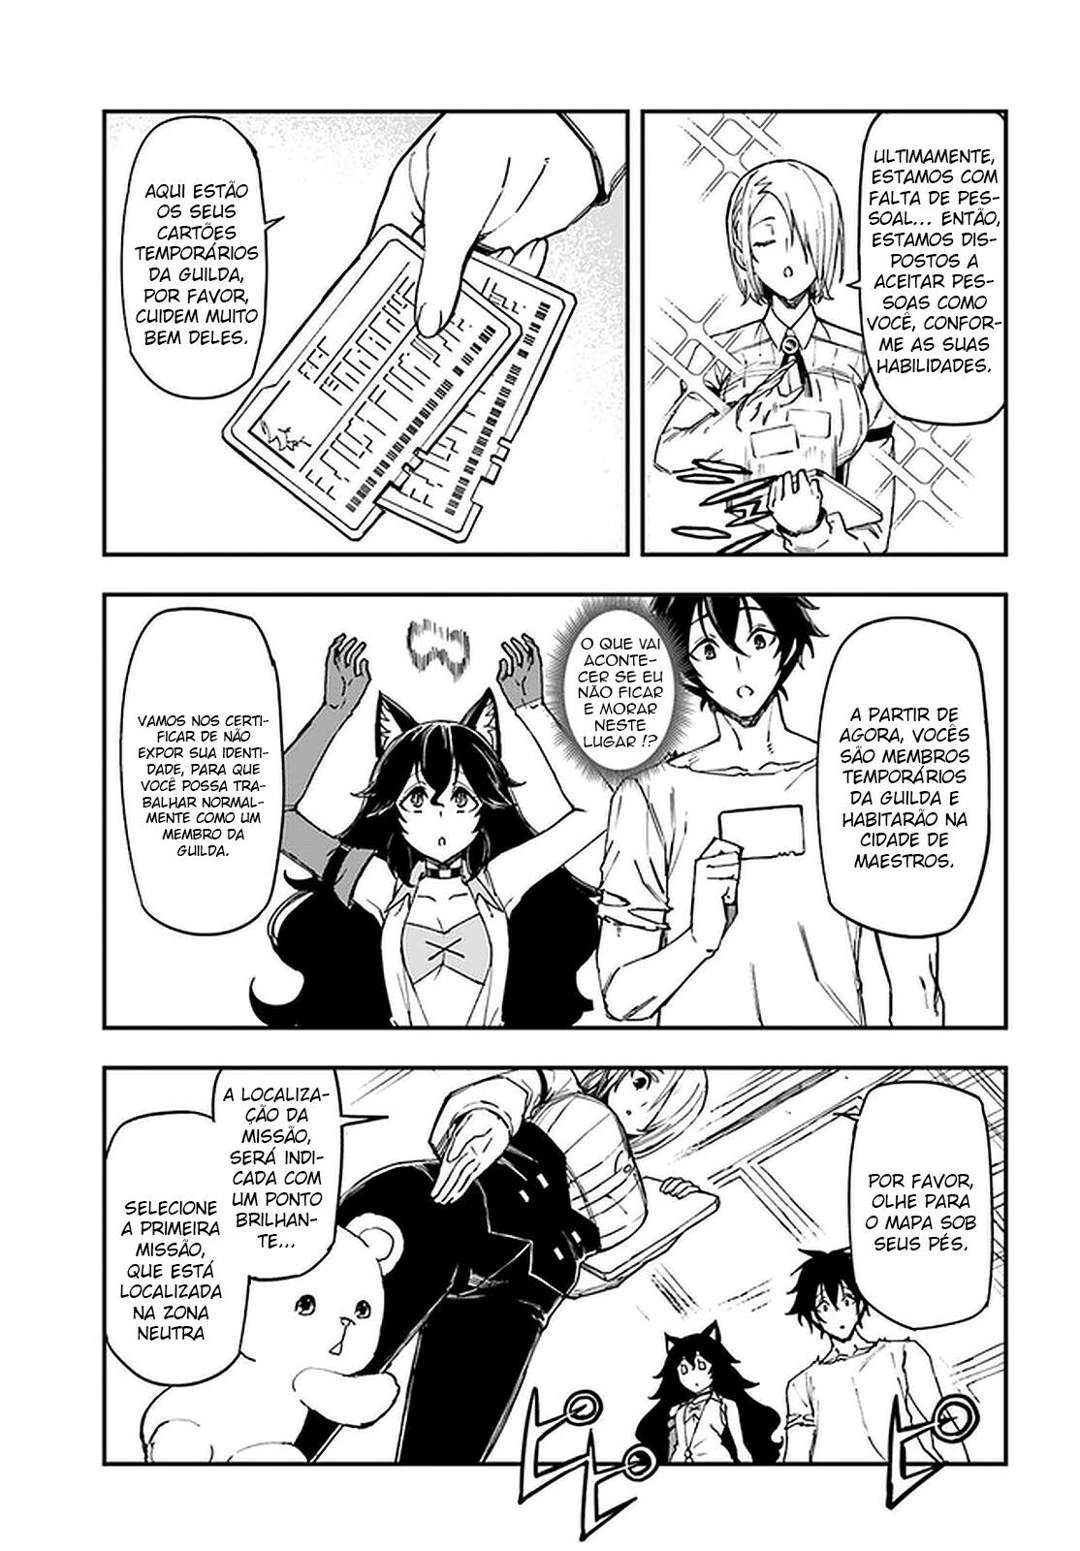 ULTIMAMENTE,
ESTAMOS COM
FALTA DE PES-
SOAL... ENTÃO,
ESTAMOS DIS-
POSTOS A
ACEITAR PES-
SOAS COMO
VOCÊ, CONFOR-
ME AS SUAS
HABILIDADES.
AQUI ESTÃO
OS SEUS
CARTÕES
TEMPORÁRIOS
DA GUILDA,
POR FAVOR,
CUIDEM MUITO
BEM DELES.
A PARTIR DE
AGORA, VOCÊS
SÃO MEMBROS
TEMPORÁRIOS
DA GUILDA E
HABITARÃO NA
CIDADE DE
MAESTROS.
O QUE VAI
ACONTE-
CER SE EU
NÃO FICAR
E MORAR
NESTE
LUGAR !?
VAMOS NOS CERTI-
FICAR DE NÃO
EXPOR SUA IDENTI-
DADE, PARA QUE
VOCÊ POSSA TRA-
BALHAR NORMAL-
MENTE COMO UM
MEMBRO DA
GUILDA.
POR FAVOR,
OLHE PARA
O MAPA SOB
SEUS PÉS.
A LOCALIZA-
ÇÃO DA
MISSÃO,
SERÁ INDI-
CADA COM
UM PONTO
BRILHAN-
TE...
SELECIONE
A PRIMEIRA
MISSÃO,
QUE ESTÁ
LOCALIZADA
NA ZONA
NEUTRA
ピ
ピピ